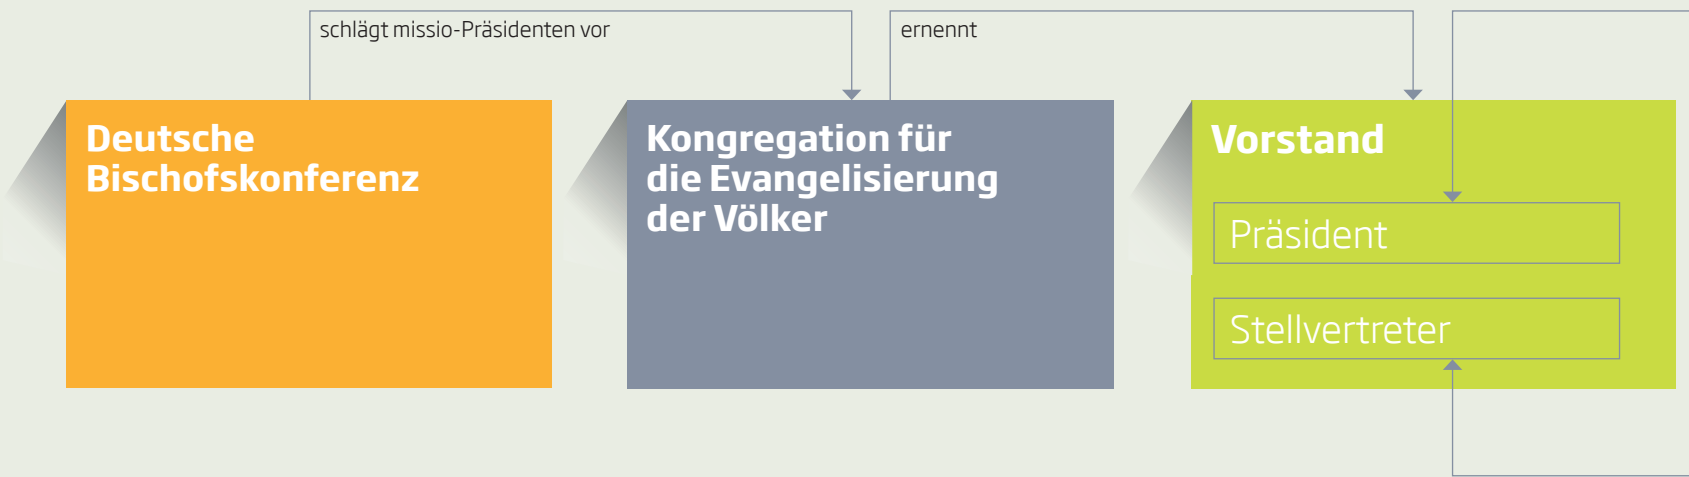 schlägt missio-Präsidenten vor
ernennt
Deutsche
Bischofskonferenz
Kongregation für
die Evangelisierung
der Völker
Vorstand
Präsident
Stellvertreter